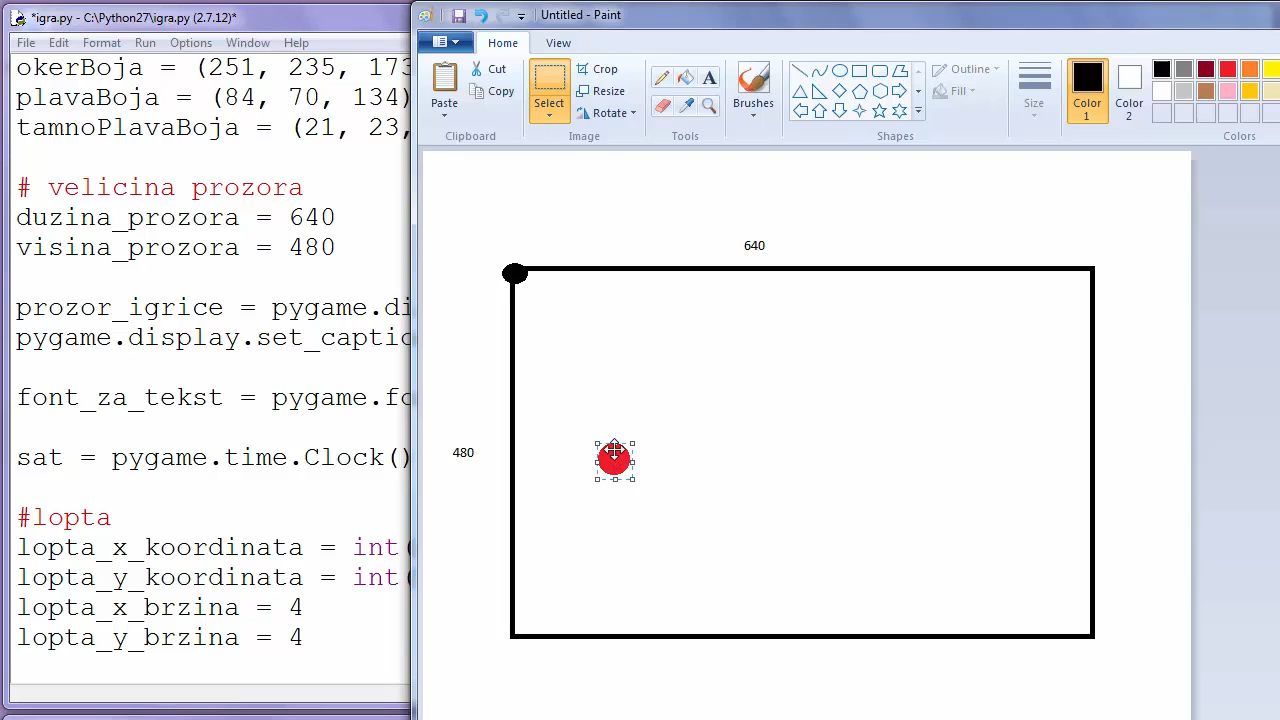 *igra.py - C:\Python27\igra.py (2.7.12)*
File Edit Format Run Options Window Help
okerBoja = (251, 235, 173
plavaBoja = (84, 70, 134)
tamnoPlavaBoja = (21, 23,
# velicina prozora
duzina_prozora = 640
visina_prozora = 480
prozor_igrice = pygame.di
pygame.display.set_captio
font_za_tekst = pygame.fo
sat = pygame.time.Clock()
#lopta
lopta_x_koordinata = int(
lopta_y_koordinata = int(
lopta_x_brzina = 4
lopta_y_brzina = 4
Untitled - Paint
Home View
Paste
Cut
Copy
Clipboard
Select
Crop
Resize
Rotate
Image
A
Tools
Brushes
Outline
Fill
Shapes
Size
Color 1
Color 2
Colors
640
480